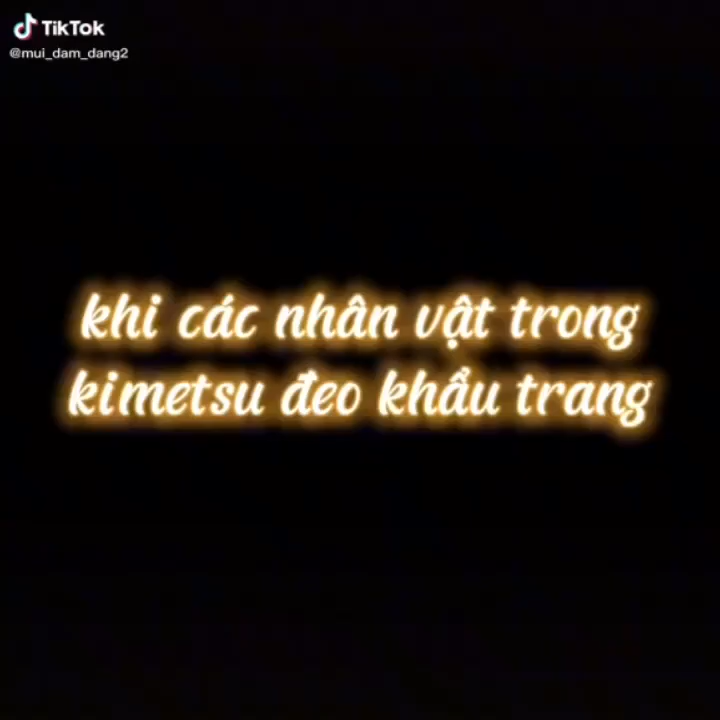 TikTok
@mui_dam_dang2
khi các nhân vật trong
kimetsu đeo khẩu trang